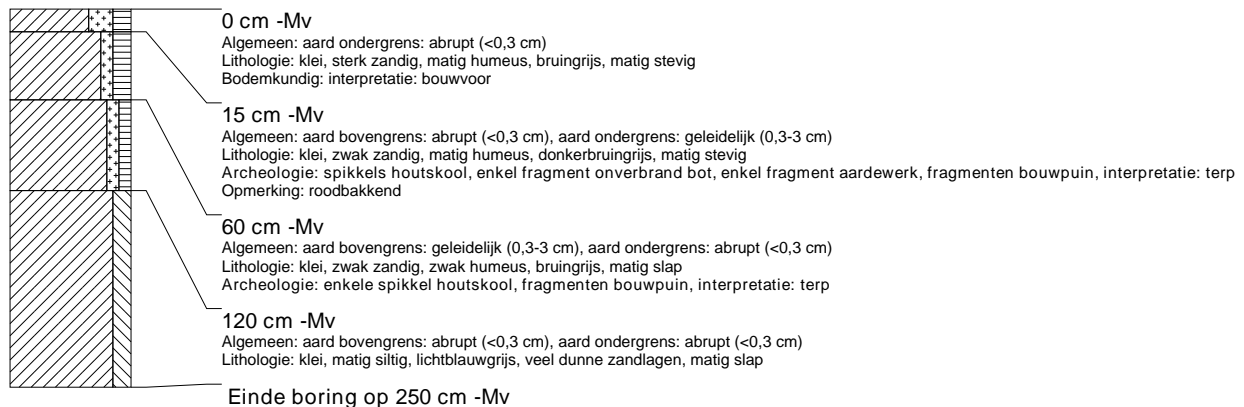 0 cm -Mv
Algemeen: aard ondergrens: abrupt (<0,3 cm)
Lithologie: klei, sterk zandig, matig humeus, bruingrijs, matig stevig
Bodemkundig: interpretatie: bouwvoor
15 cm -Mv
Algemeen: aard bovengrens: abrupt (<0,3 cm), aard ondergrens: geleidelijk (0,3-3 cm)
Lithologie: klei, zwak zandig, matig humeus, donkerbruingrijs, matig stevig
Archeologie: spikkels houtskool, enkel fragment onverbrand bot, enkel fragment aardewerk, fragmenten bouwpuin, interpretatie: terp
Opmerking: roodbakkend
60 cm -Mv
Algemeen: aard bovengrens: geleidelijk (0,3-3 cm), aard ondergrens: abrupt (<0,3 cm)
Lithologie: klei, zwak zandig, zwak humeus, bruingrijs, matig slap
Archeologie: enkele spikkel houtskool, fragmenten bouwpuin, interpretatie: terp
120 cm -Mv
Algemeen: aard bovengrens: abrupt (<0,3 cm), aard ondergrens: abrupt (<0,3 cm)
Lithologie: klei, matig siltig, lichtblauwgrijs, veel dunne zandlagen, matig slap
Einde boring op 250 cm -Mv